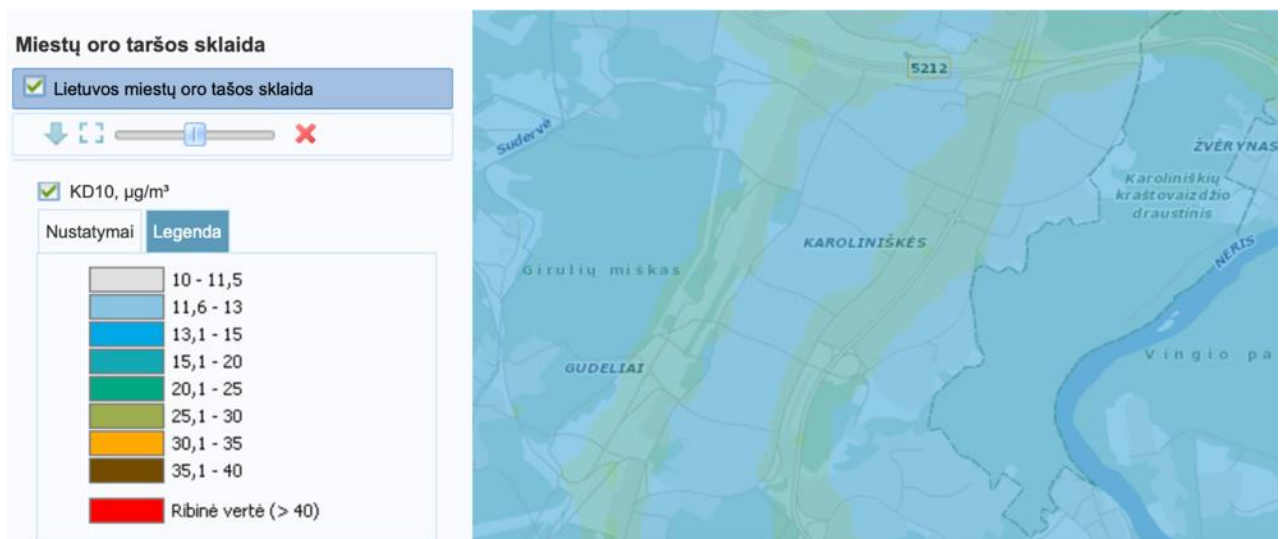 Miestų oro taršos sklaida
Lietuvos miestų oro tašos sklaida
KD10, µg/m³
Nustatymai Legenda
10 - 11,5
11,6 - 13
13,1 - 15
15,1 - 20
20,1 - 25
25,1 - 30
30,1 - 35
35,1 - 40
Ribinė vertė (> 40)
5212
Sudervė
ŽVĖRYNAS
Karoliniškių
kraštovaizdžio
draustinis
KAROLINIŠKĖS
NERIS
Girulių miškas
Vingio pa
GUDELIAI